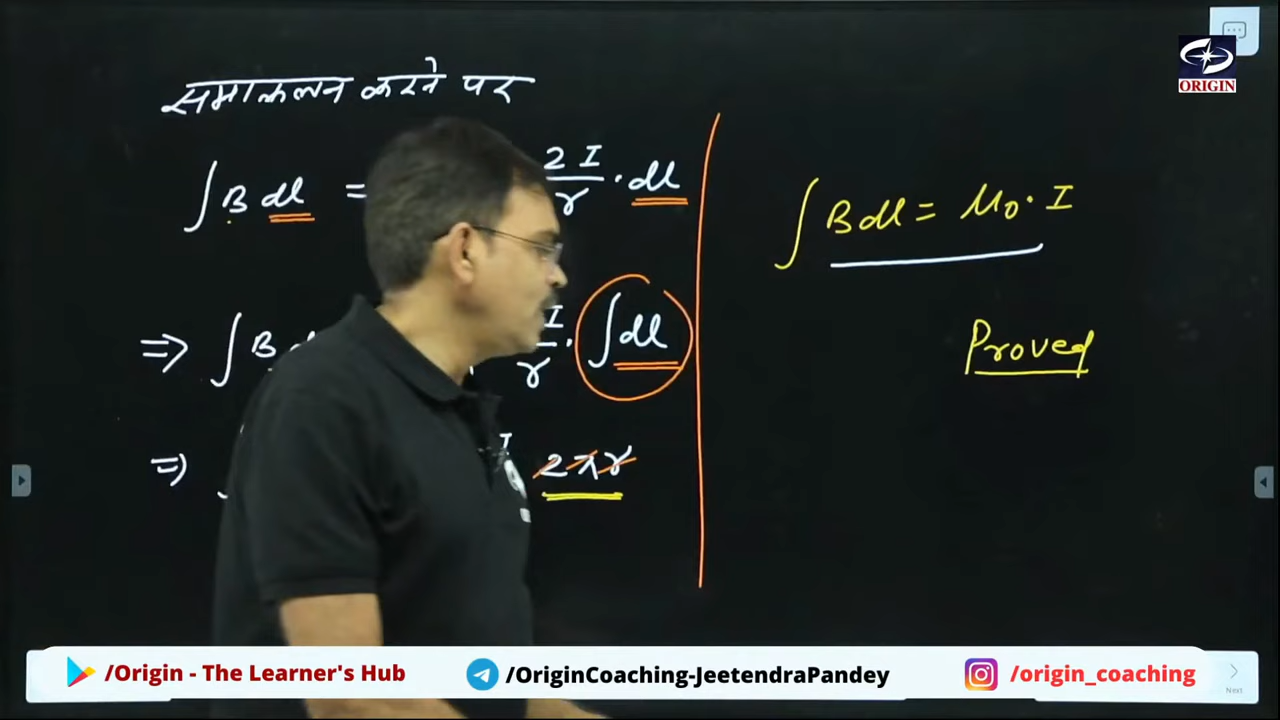 समाकलन करने पर
∫ B dl = 2I/r · dl
⇒ ∫ B I/r · ∫ dl
⇒ I 2πr
∫ B dl = μ₀ · I
Proved
ORIGIN
/Origin - The Learner's Hub
/OriginCoaching-JeetendraPandey
/origin_coaching
Next